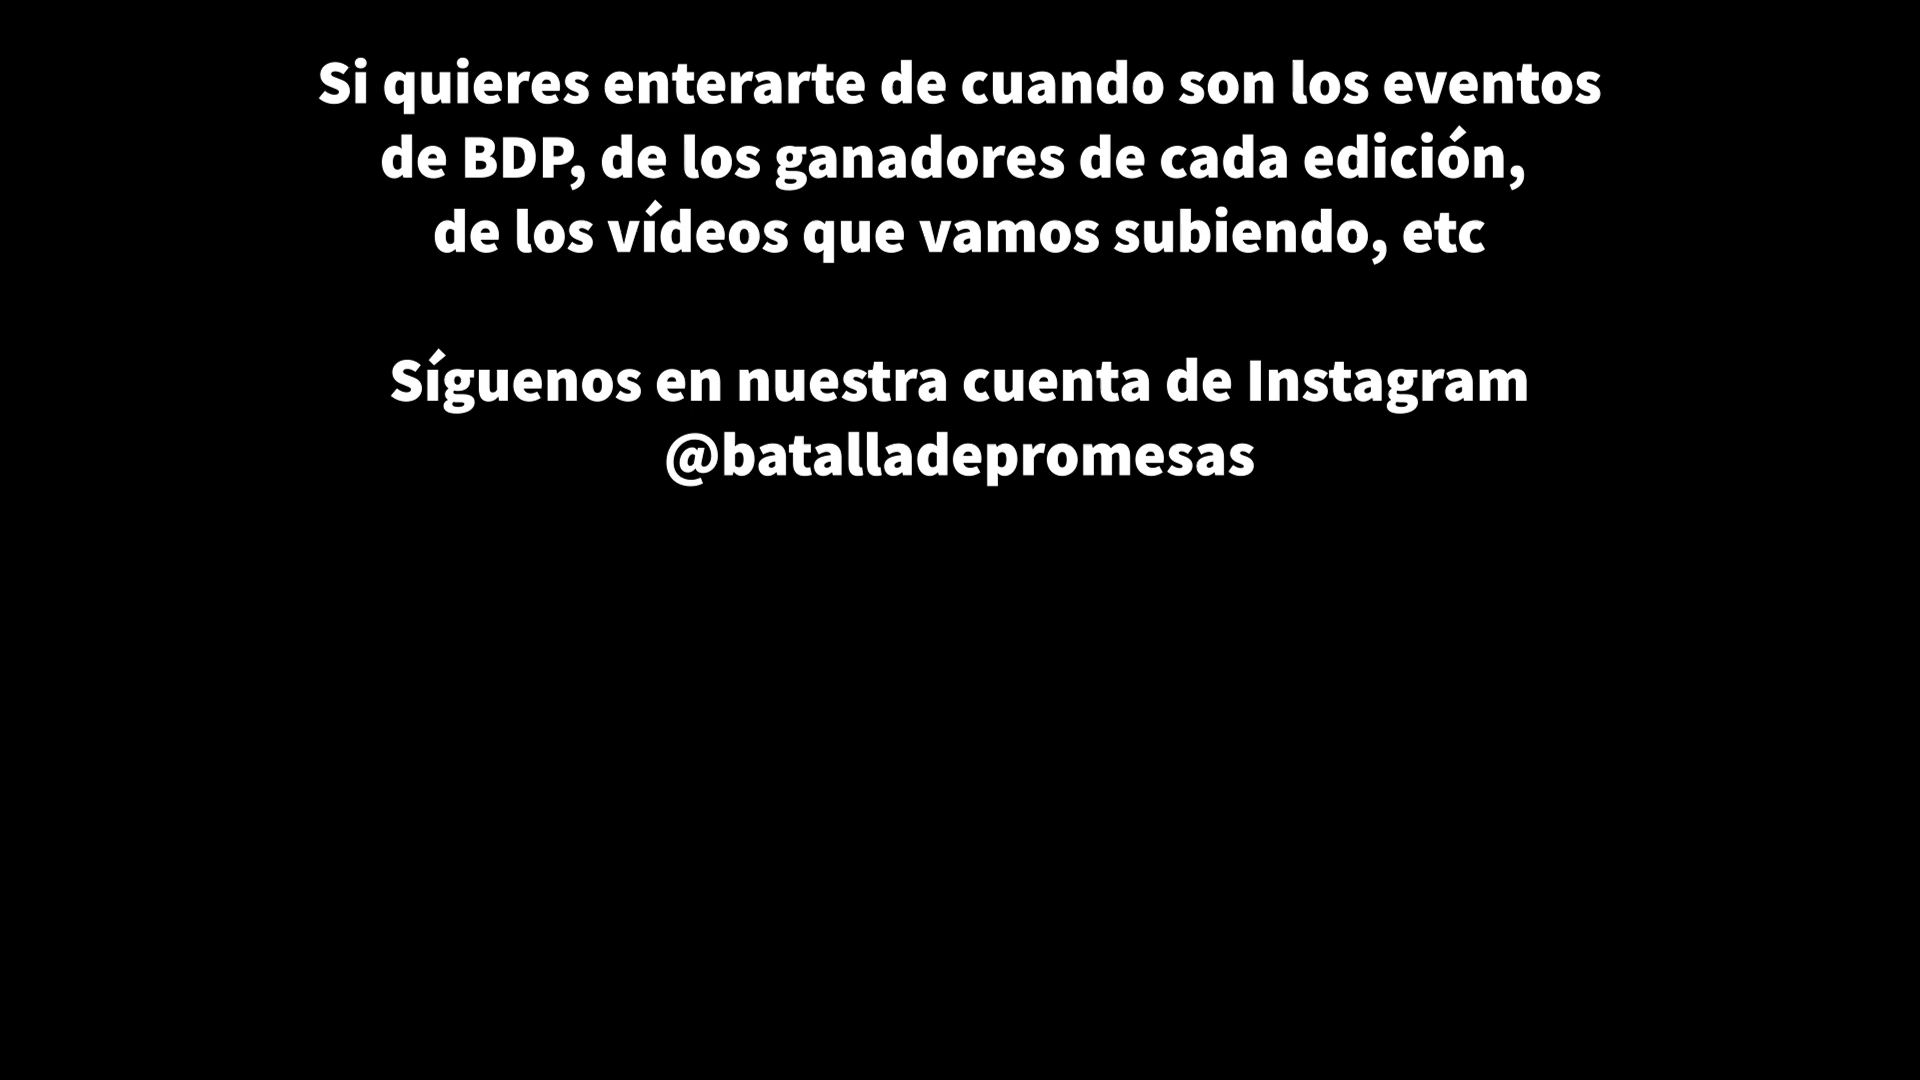 Si quieres enterarte de cuando son los eventos
de BDP, de los ganadores de cada edición,
de los vídeos que vamos subiendo, etc
Síguenos en nuestra cuenta de Instagram
@batalladepromesas